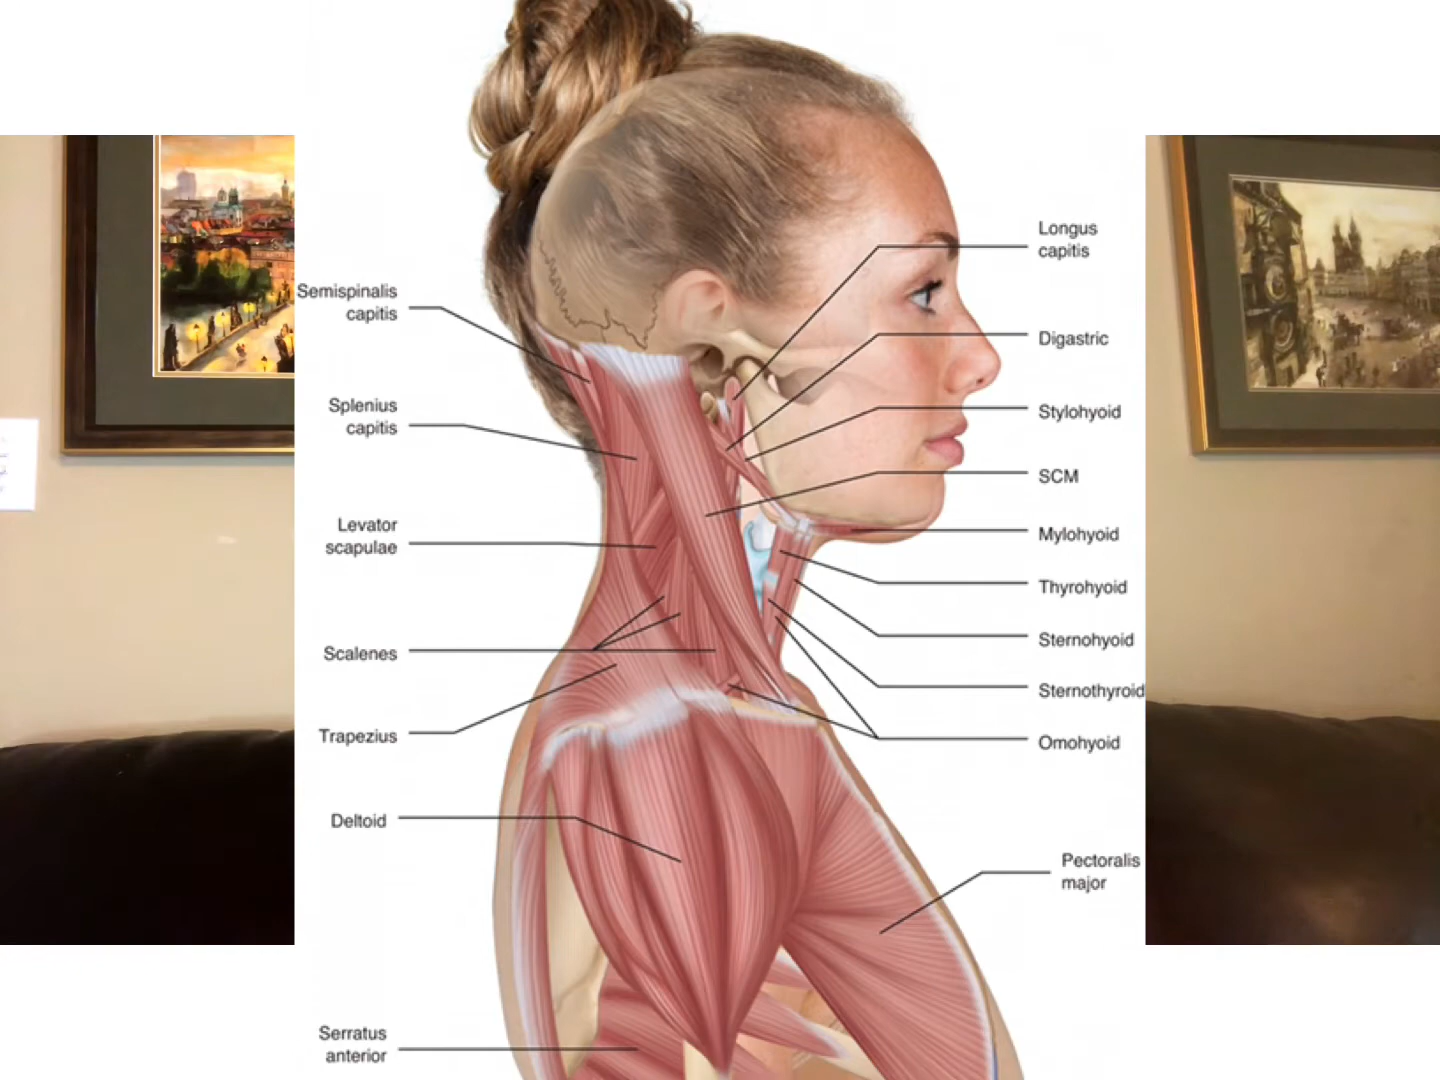 Semispinalis
capitis
Splenius
capitis
Levator
scapulae
Scalenes
Trapezius
Deltoid
Serratus
anterior
Longus
capitis
Digastric
Stylohyoid
SCM
Mylohyoid
Thyrohyoid
Sternohyoid
Sternothyroid
Omohyoid
Pectoralis
major